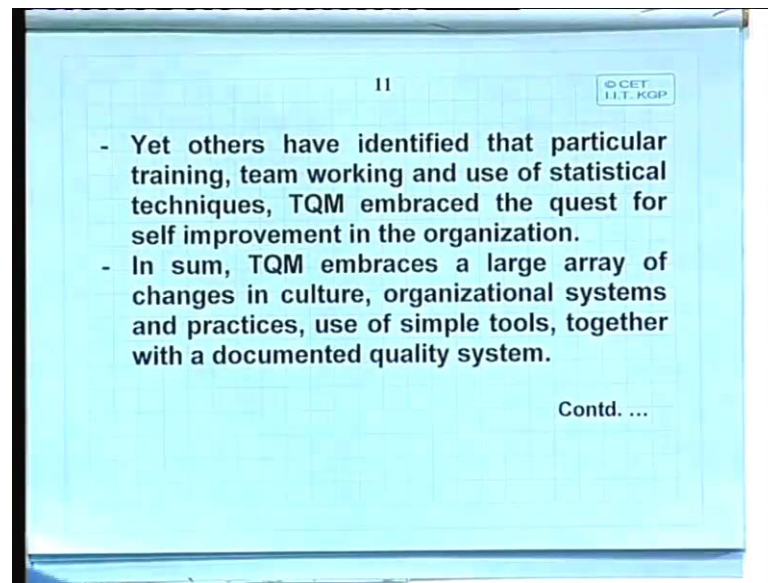 11
© CET
I.I.T. KGP
- Yet others have identified that particular
training, team working and use of statistical
techniques, TQM embraced the quest for
self improvement in the organization.
- In sum, TQM embraces a large array of
changes in culture, organizational systems
and practices, use of simple tools, together
with a documented quality system.
Contd. ...